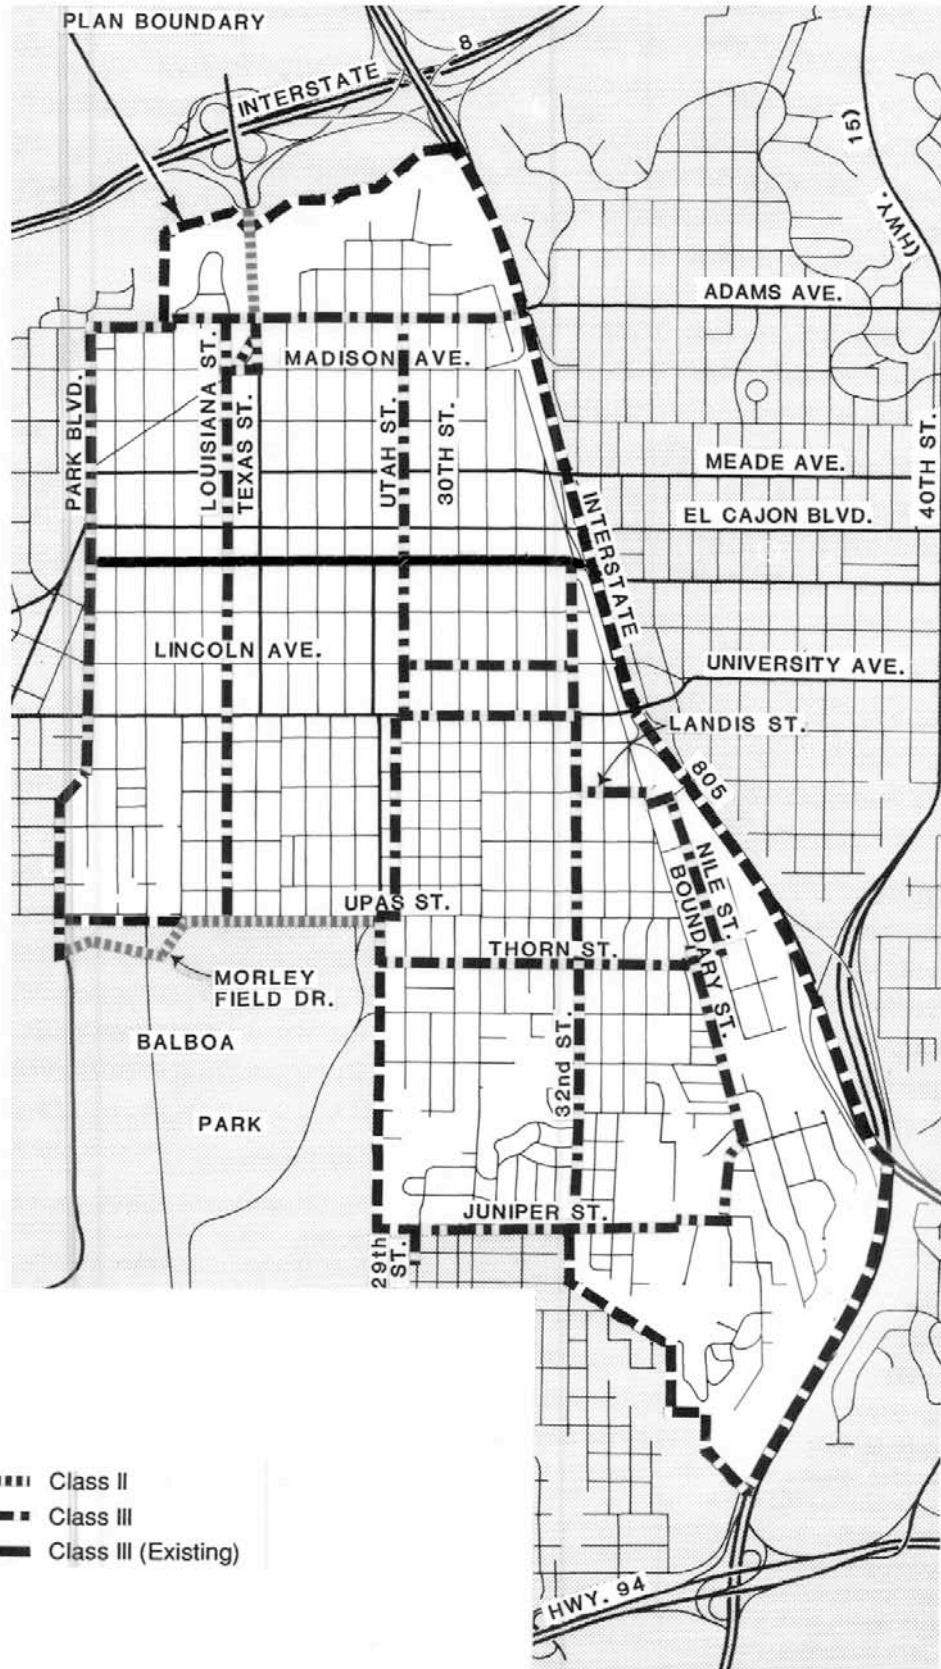 PLAN BOUNDARY
INTERSTATE 8
(HWY. 15)
ADAMS AVE.
MADISON AVE.
PARK BLVD.
LOUISIANA ST.
TEXAS ST.
UTAH ST.
30TH ST.
MEADE AVE.
40TH ST.
EL CAJON BLVD.
INTERSTATE
LINCOLN AVE.
UNIVERSITY AVE.
LANDIS ST.
805
NILE ST.
BOUNDARY ST.
UPAS ST.
THORN ST.
MORLEY
FIELD DR.
BALBOA
PARK
32nd ST.
JUNIPER ST.
29th
ST.
Class II
Class III
Class III (Existing)
HWY. 94